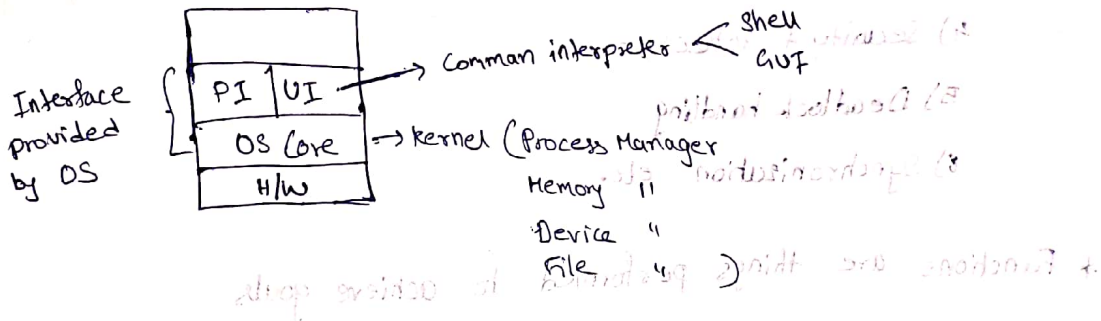 Shell
Comman interpreter
GUI
Interface
provided
by OS
PI UI
OS Core
H/W
→ kernel (Process Manager
Memory "
Device "
File " )